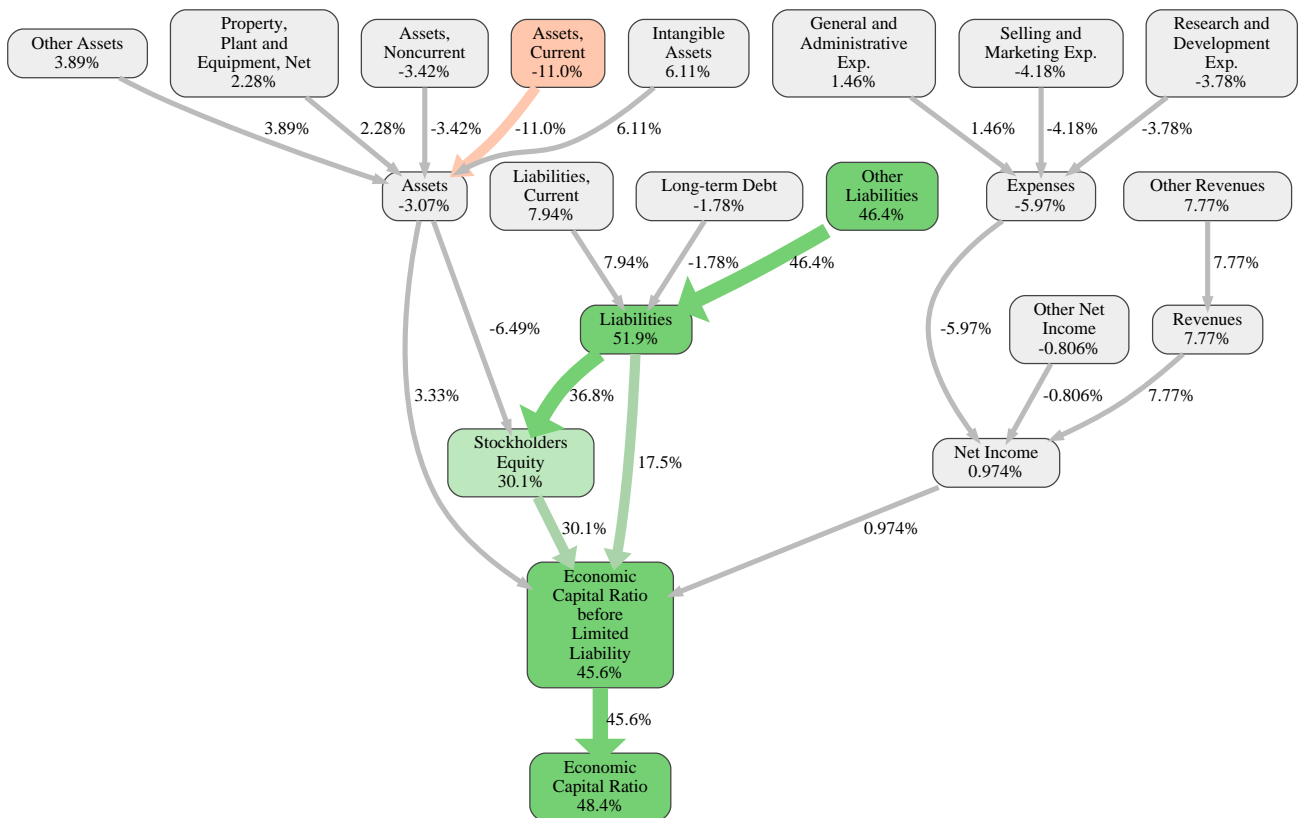 Other Assets
3.89%
Property,
Plant and
Equipment, Net
2.28%
Assets,
Noncurrent
-3.42%
Assets,
Current
-11.0%
Intangible
Assets
6.11%
General and
Administrative
Exp.
1.46%
Selling and
Marketing Exp.
-4.18%
Research and
Development
Exp.
-3.78%
3.89%
2.28%
-3.42%
-11.0%
6.11%
1.46%
-4.18%
-3.78%
Assets
-3.07%
Liabilities,
Current
7.94%
Long-term Debt
-1.78%
Other
Liabilities
46.4%
Expenses
-5.97%
Other Revenues
7.77%
7.94%
-1.78%
46.4%
7.77%
Liabilities
51.9%
Other Net
Income
-0.806%
Revenues
7.77%
-6.49%
-5.97%
3.33%
36.8%
-0.806%
7.77%
Stockholders
Equity
30.1%
17.5%
Net Income
0.974%
30.1%
0.974%
Economic
Capital Ratio
before
Limited
Liability
45.6%
45.6%
Economic
Capital Ratio
48.4%